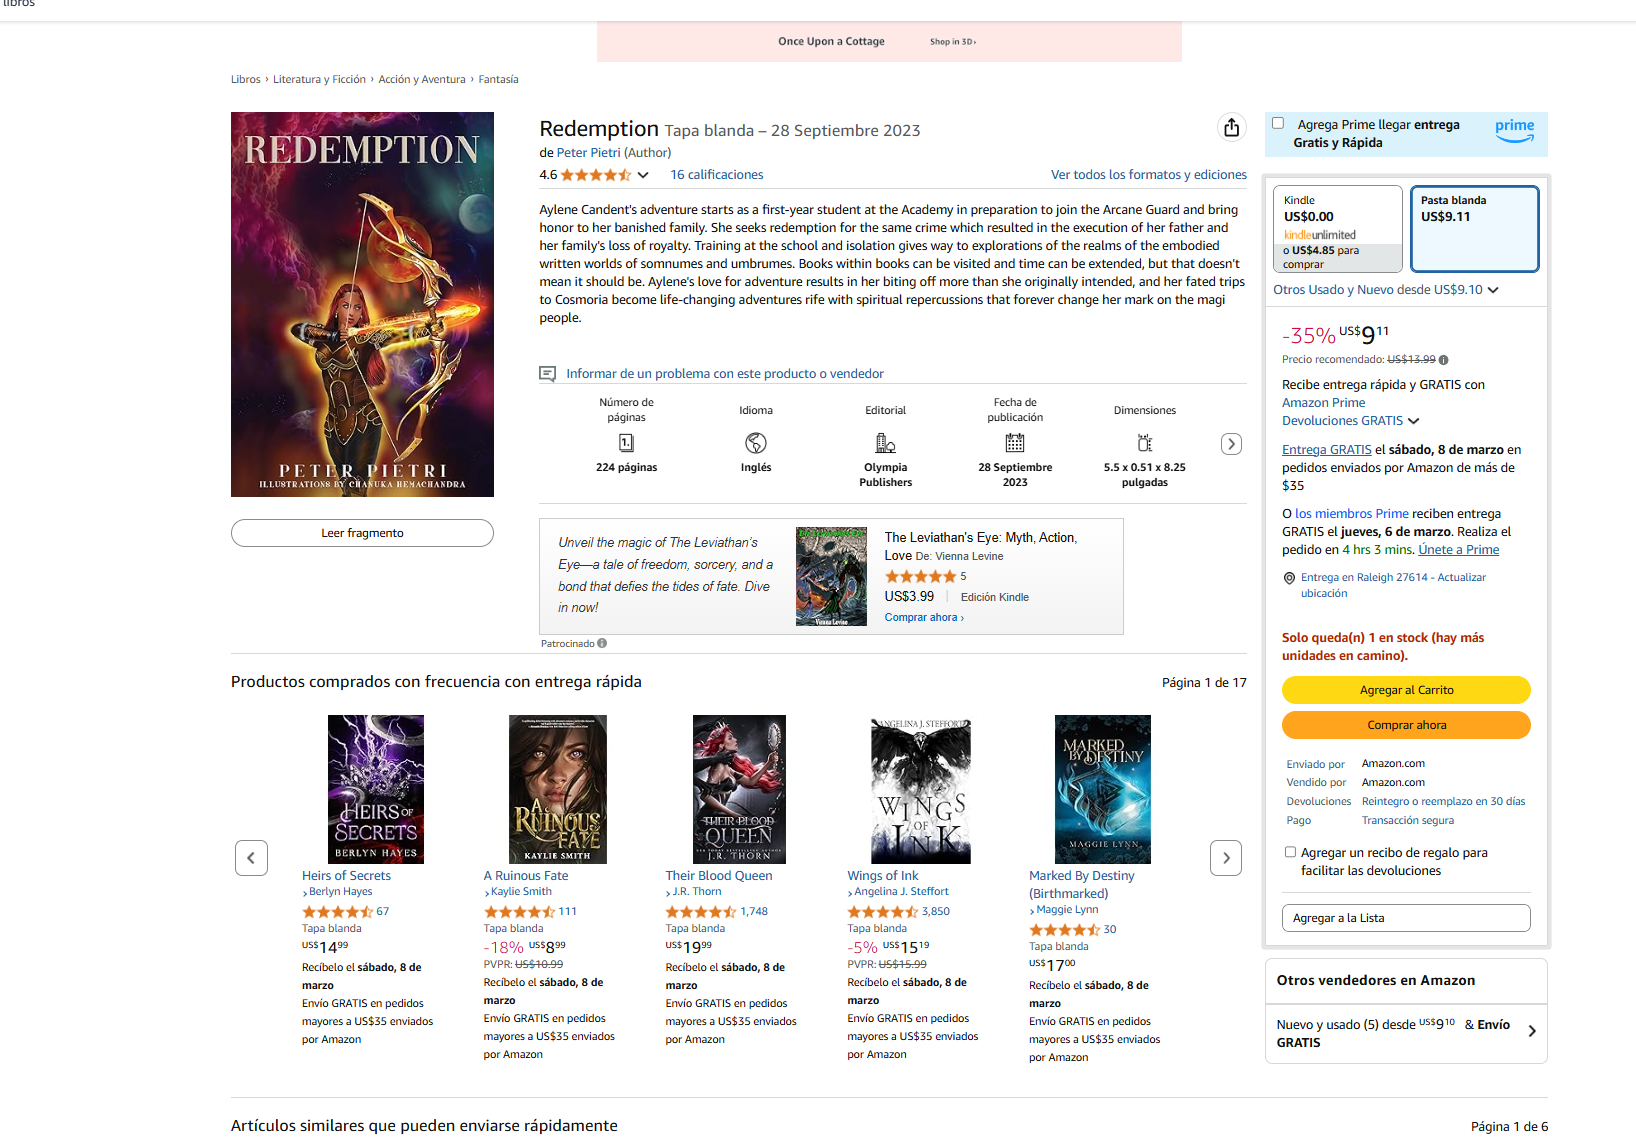 libros
Once Upon a Cottage Shop in 3D ›
Libros › Literatura y Ficción › Acción y Aventura › Fantasía
REDEMPTION
PETER PIETRI
ILLUSTRATIONS BY CHANUKA HEMACHANDRA
Leer fragmento
Redemption Tapa blanda – 28 Septiembre 2023
de Peter Pietri (Author)
4.6 16 calificaciones Ver todos los formatos y ediciones
Aylene Candent's adventure starts as a first-year student at the Academy in preparation to join the Arcane Guard and bring
honor to her banished family. She seeks redemption for the same crime which resulted in the execution of her father and
her family's loss of royalty. Training at the school and isolation gives way to explorations of the realms of the embodied
written worlds of somnumes and umbrumes. Books within books can be visited and time can be extended, but that doesn't
mean it should be. Aylene's love for adventure results in her biting off more than she originally intended, and her fated trips
to Cosmoria become life-changing adventures rife with spiritual repercussions that forever change her mark on the magi
people.
Informar de un problema con este producto o vendedor
Número de
páginas
1.
224 páginas
Idioma
Inglés
Editorial
Olympia
Publishers
Fecha de
publicación
28 Septiembre
2023
Dimensiones
5.5 x 0.51 x 8.25
pulgadas
Unveil the magic of The Leviathan's
Eye—a tale of freedom, sorcery, and a
bond that defies the tides of fate. Dive
in now!
Vienna Levine
The Leviathan's Eye: Myth, Action,
Love De: Vienna Levine
5
US$3.99 Edición Kindle
Comprar ahora ›
Patrocinado
Agrega Prime llegar entrega
Gratis y Rápida
prime
Kindle
US$0.00
kindleunlimited
o US$4.85 para
comprar
Pasta blanda
US$9.11
Otros Usado y Nuevo desde US$9.10
-35% US$9 11
Precio recomendado: US$13.99
Recibe entrega rápida y GRATIS con
Amazon Prime
Devoluciones GRATIS
Entrega GRATIS el sábado, 8 de marzo en
pedidos enviados por Amazon de más de
$35
O los miembros Prime reciben entrega
GRATIS el jueves, 6 de marzo. Realiza el
pedido en 4 hrs 3 mins. Únete a Prime
Entrega en Raleigh 27614 - Actualizar
ubicación
Solo queda(n) 1 en stock (hay más
unidades en camino).
Agregar al Carrito
Comprar ahora
Enviado por Amazon.com
Vendido por Amazon.com
Devoluciones Reintegro o reemplazo en 30 días
Pago Transacción segura
Agregar un recibo de regalo para
facilitar las devoluciones
Agregar a la Lista
Otros vendedores en Amazon
Nuevo y usado (5) desde US$9 10 & Envío
GRATIS
Productos comprados con frecuencia con entrega rápida Página 1 de 17
HEIRS OF
SECRETS
BERLYN HAYES
Heirs of Secrets
› Berlyn Hayes
67
Tapa blanda
US$14 99
Recíbelo el sábado, 8 de
marzo
Envío GRATIS en pedidos
mayores a US$35 enviados
por Amazon
A
RUINOUS
FATE
KAYLIE SMITH
A Ruinous Fate
› Kaylie Smith
111
Tapa blanda
-18% US$8 99
PVPR: US$10.99
Recíbelo el sábado, 8 de
marzo
Envío GRATIS en pedidos
mayores a US$35 enviados
por Amazon
THEIR BLOOD
QUEEN
J.R. THORN
Their Blood Queen
› J.R. Thorn
1,748
Tapa blanda
US$19 99
Recíbelo el sábado, 8 de
marzo
Envío GRATIS en pedidos
mayores a US$35 enviados
por Amazon
ANGELINA J. STEFFORT
WINGS
OF
INK
Wings of Ink
› Angelina J. Steffort
3,850
Tapa blanda
-5% US$15 19
PVPR: US$15.99
Recíbelo el sábado, 8 de
marzo
Envío GRATIS en pedidos
mayores a US$35 enviados
por Amazon
MARKED
BY DESTINY
MAGGIE LYNN
Marked By Destiny
(Birthmarked)
› Maggie Lynn
30
Tapa blanda
US$17 00
Recíbelo el sábado, 8 de
marzo
Envío GRATIS en pedidos
mayores a US$35 enviados
por Amazon
Artículos similares que pueden enviarse rápidamente Página 1 de 6